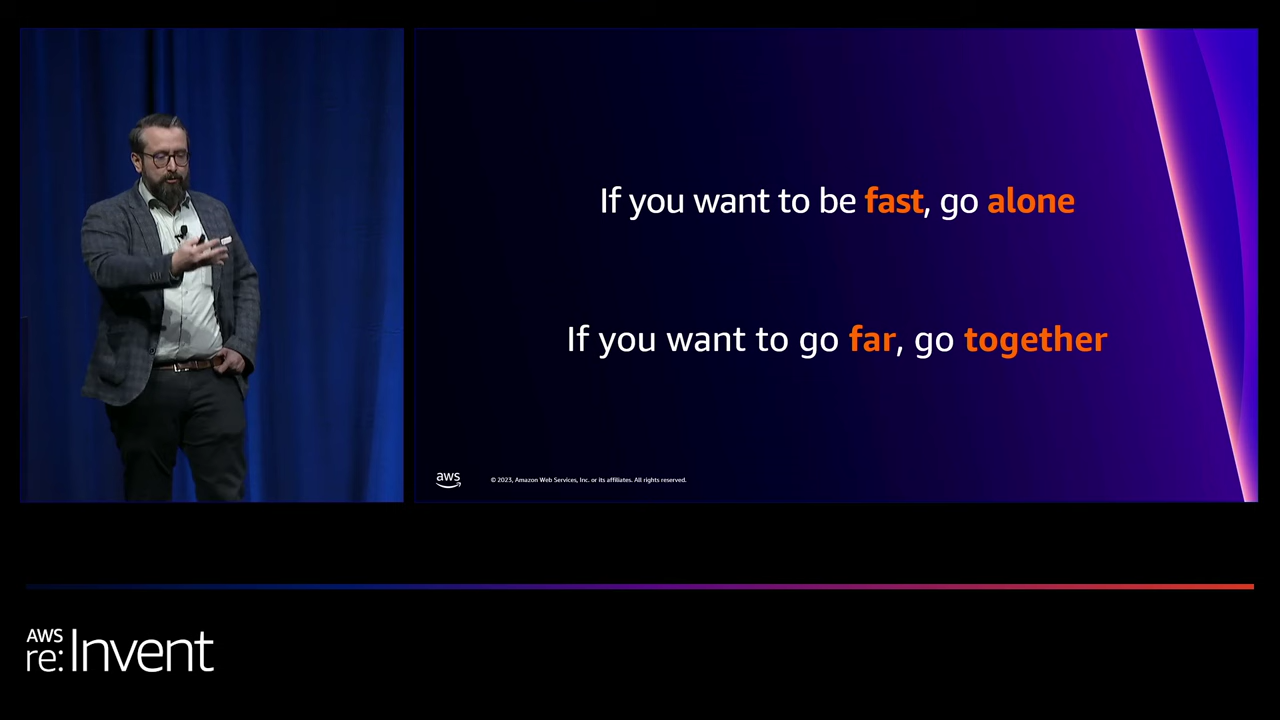 If you want to be fast, go alone
If you want to go far, go together
aws
© 2023, Amazon Web Services, Inc. or its affiliates. All rights reserved.
AWS
re:Invent